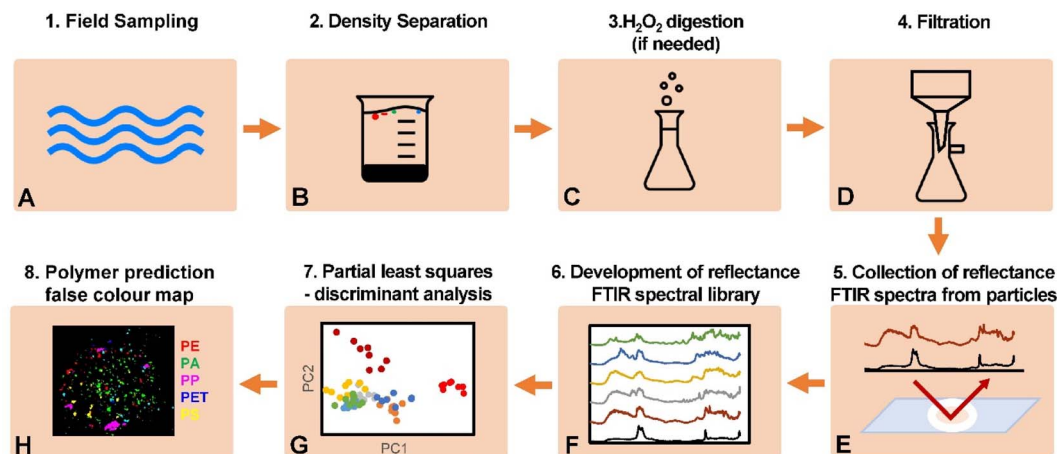 1. Field Sampling
2. Density Separation
3.H₂O₂ digestion
(if needed)
4. Filtration
A
B
C
D
8. Polymer prediction
false colour map
7. Partial least squares
- discriminant analysis
6. Development of reflectance
FTIR spectral library
5. Collection of reflectance
FTIR spectra from particles
PE
PA
PP
PET
PS
H
PC2
PC1
G
F
E